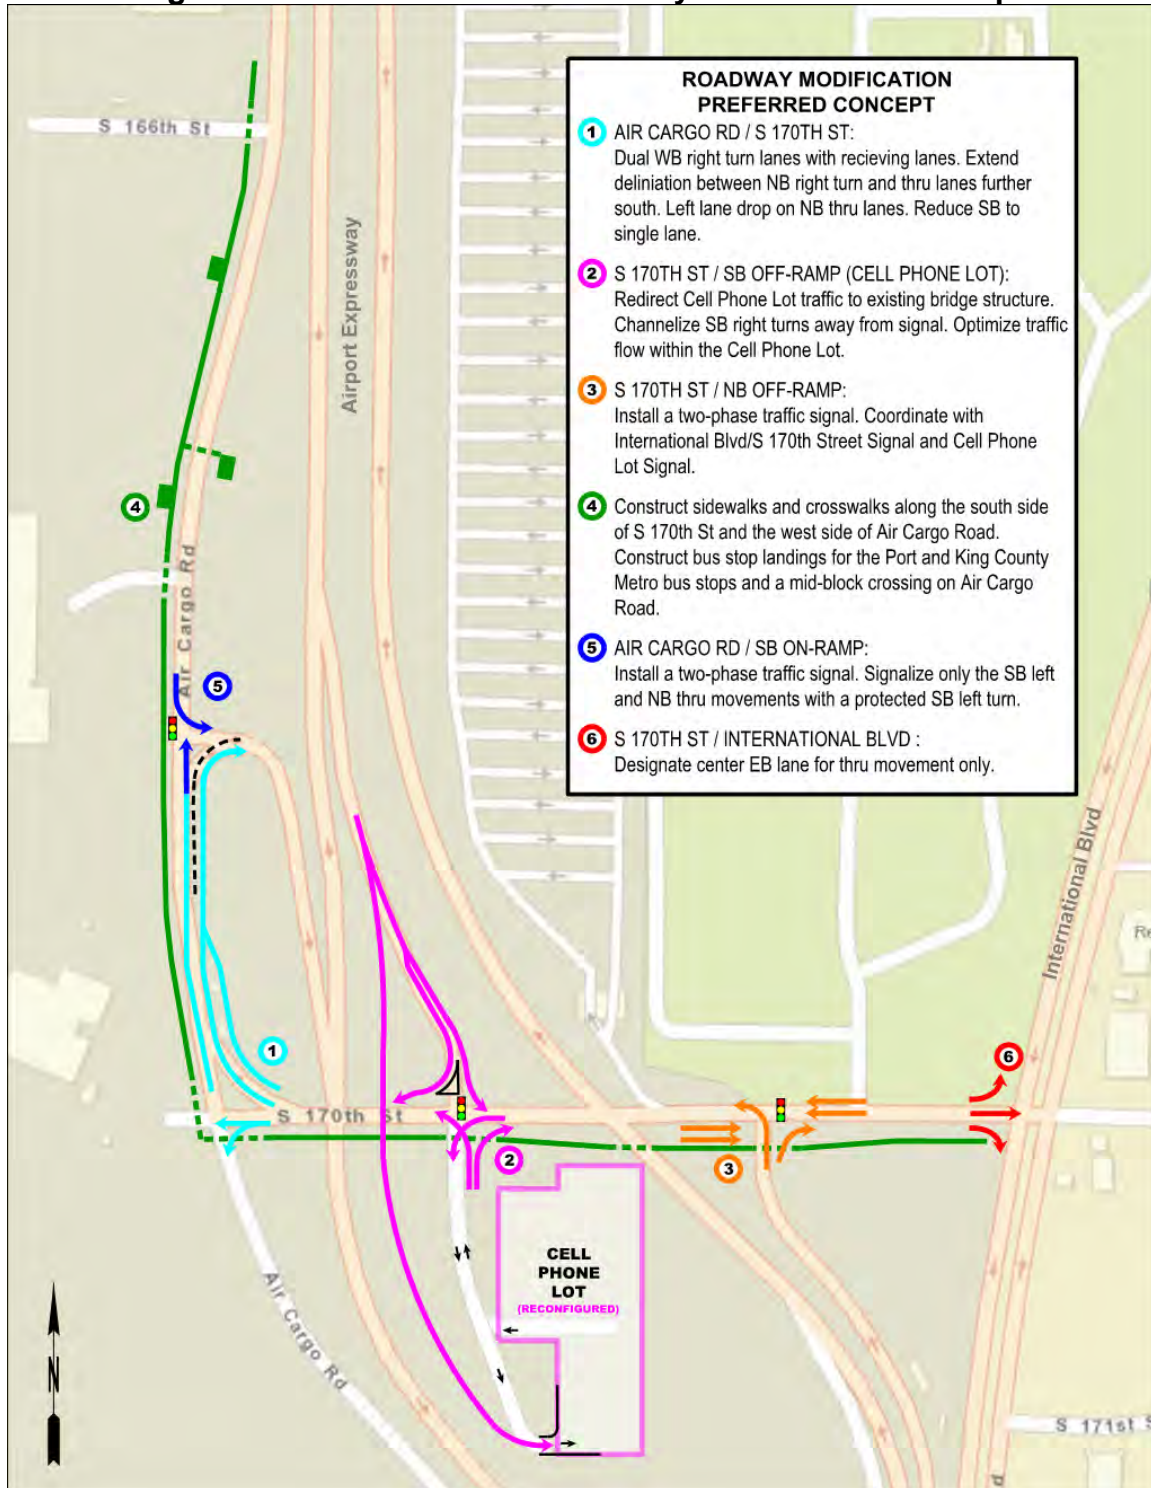 ROADWAY MODIFICATION
PREFERRED CONCEPT
1 AIR CARGO RD / S 170TH ST:
Dual WB right turn lanes with recieving lanes. Extend
deliniation between NB right turn and thru lanes further
south. Left lane drop on NB thru lanes. Reduce SB to
single lane.
2 S 170TH ST / SB OFF-RAMP (CELL PHONE LOT):
Redirect Cell Phone Lot traffic to existing bridge structure.
Channelize SB right turns away from signal. Optimize traffic
flow within the Cell Phone Lot.
3 S 170TH ST / NB OFF-RAMP:
Install a two-phase traffic signal. Coordinate with
International Blvd/S 170th Street Signal and Cell Phone
Lot Signal.
4 Construct sidewalks and crosswalks along the south side
of S 170th St and the west side of Air Cargo Road.
Construct bus stop landings for the Port and King County
Metro bus stops and a mid-block crossing on Air Cargo
Road.
5 AIR CARGO RD / SB ON-RAMP:
Install a two-phase traffic signal. Signalize only the SB left
and NB thru movements with a protected SB left turn.
6 S 170TH ST / INTERNATIONAL BLVD :
Designate center EB lane for thru movement only.
S 166th St
Airport Expressway
4
Air Cargo Rd
5
International Blvd
1
6
S 170th St
2
3
CELL
PHONE
LOT
(RECONFIGURED)
Air Cargo Rd
N
S 171st S